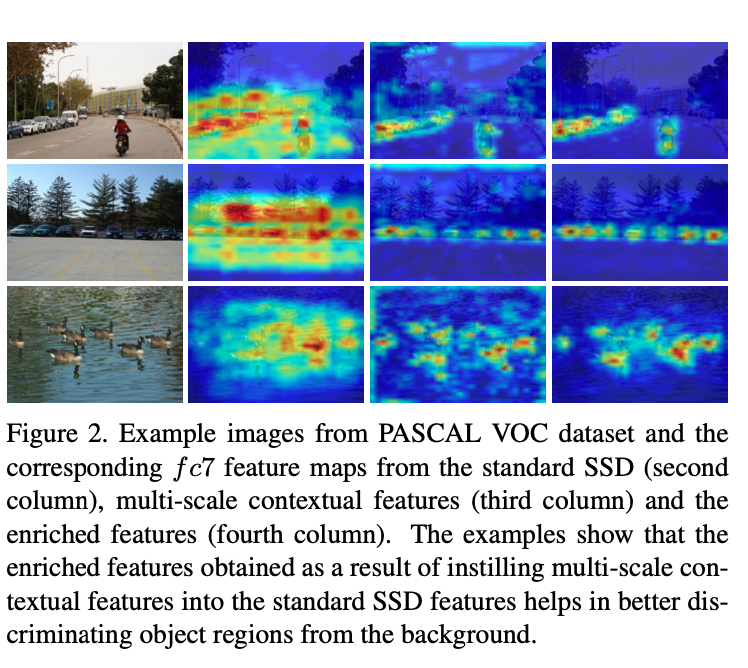 Figure 2. Example images from PASCAL VOC dataset and the
corresponding fc7 feature maps from the standard SSD (second
column), multi-scale contextual features (third column) and the
enriched features (fourth column). The examples show that the
enriched features obtained as a result of instilling multi-scale con-
textual features into the standard SSD features helps in better dis-
criminating object regions from the background.